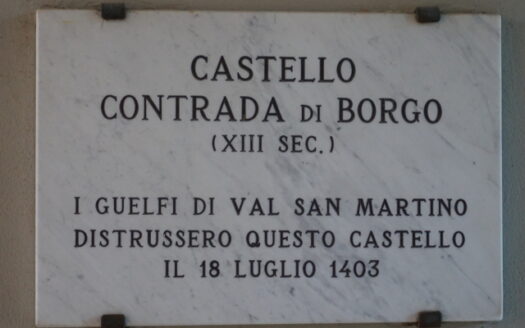 CASTELLO
CONTRADA DI BORGO
(XIII SEC.)
I GUELFI DI VAL SAN MARTINO
DISTRUSSERO QUESTO CASTELLO
IL 18 LUGLIO 1403